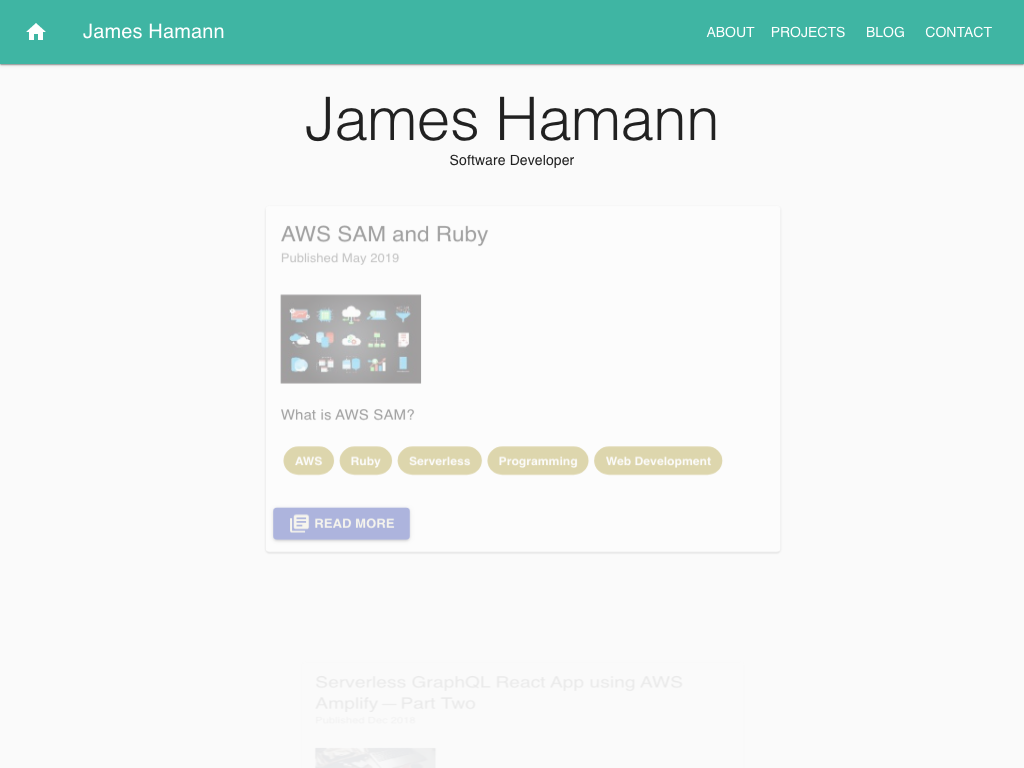 James Hamann
ABOUT PROJECTS BLOG CONTACT
James Hamann
Software Developer
AWS SAM and Ruby
Published May 2019
What is AWS SAM?
AWS Ruby Serverless Programming Web Development
READ MORE
Serverless GraphQL React App using AWS
Amplify — Part Two
Published Dec 2018